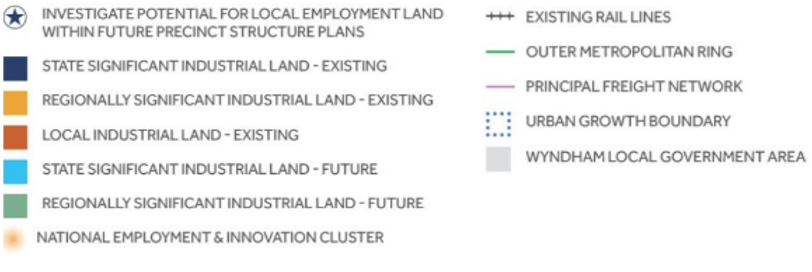 INVESTIGATE POTENTIAL FOR LOCAL EMPLOYMENT LAND
WITHIN FUTURE PRECINCT STRUCTURE PLANS
STATE SIGNIFICANT INDUSTRIAL LAND - EXISTING
REGIONALLY SIGNIFICANT INDUSTRIAL LAND - EXISTING
LOCAL INDUSTRIAL LAND - EXISTING
STATE SIGNIFICANT INDUSTRIAL LAND - FUTURE
REGIONALLY SIGNIFICANT INDUSTRIAL LAND - FUTURE
NATIONAL EMPLOYMENT & INNOVATION CLUSTER
EXISTING RAIL LINES
OUTER METROPOLITAN RING
PRINCIPAL FREIGHT NETWORK
URBAN GROWTH BOUNDARY
WYNDHAM LOCAL GOVERNMENT AREA